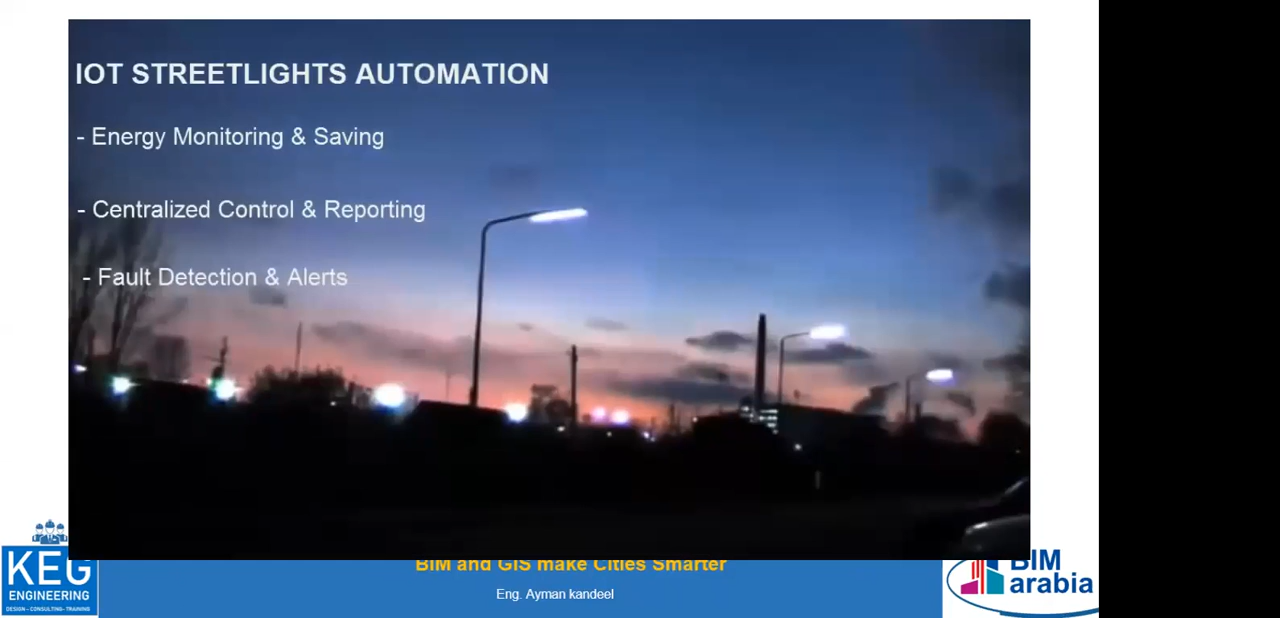 IOT STREETLIGHTS AUTOMATION
- Energy Monitoring & Saving
- Centralized Control & Reporting
- Fault Detection & Alerts
KEG
ENGINEERING
DESIGN - CONSULTING - TRAINING
BIM and GIS make Cities Smarter
Eng. Ayman kandeel
BIM
arabia